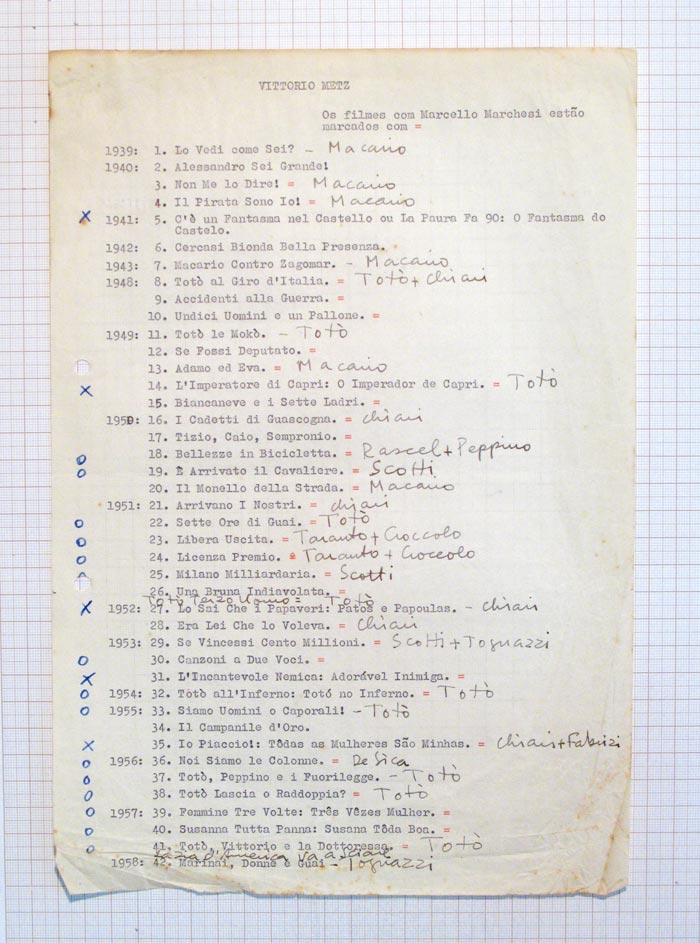 VITTORIO METZ
Os filmes com Marcello Marchesi estão
marcados com =
1939: 1. Lo Vedi come Sei? - Macario
1940: 2. Alessandro Sei Grande!
3. Non Me lo Dire! = Macario
4. Il Pirata Sono Io! = Macario
X 1941: 5. C'è un Fantasma nel Castello ou La Paura Fa 90: O Fantasma do
Castelo.
1942: 6. Cercasi Bionda Bella Presenza.
1943: 7. Macario Contro Zagomar. - Macario
1948: 8. Totò al Giro d'Italia. = Totò + Chiari
9. Accidenti alla Guerra. =
10. Undici Uomini e un Pallone. =
1949: 11. Totò le Mokò. - Totò
12. Se Fossi Deputato. =
13. Adamo ed Eva. = Macario
X 14. L'Imperatore di Capri: O Imperador de Capri. = Totò
15. Biancaneve e i Sette Ladri. =
1950: 16. I Cadetti di Guascogna. = Chiari
17. Tizio, Caio, Sempronio. =
O 18. Bellezze in Bicicletta. = Rascel + Peppino
O 19. È Arrivato il Cavaliere. = Scotti
20. Il Monello della Strada. = Macario
1951: 21. Arrivano I Nostri. = Chiari
O 22. Sette Ore di Guai. = Totò
O 23. Libera Uscita. = Taranto + Croccolo
O 24. Licenza Premio. = Taranto + Croccolo
25. Milano Milliardaria. = Scotti
26. Una Bruna Indiavolata. =
Totò Terzo Uomo = Totò
X 1952: 27. Lo Sai Che i Papaveri: Patos e Papoulas. - Chiari
28. Era Lei Che lo Voleva. = Chiari
1953: 29. Se Vincessi Cento Millioni. = Scotti + Tognazzi
O 30. Canzoni a Due Voci. =
X 31. L'Incantevole Nemica: Adorável Inimiga. =
O 1954: 32. Totò all'Inferno: Totó no Inferno. = Totò
O 1955: 33. Siamo Uomini o Caporali! - Totò
34. Il Campanile d'Oro.
X 35. Io Piaccio!: Tôdas as Mulheres São Minhas. = Chiari + Fabrizi
O 1956: 36. Noi Siamo le Colonne. = De Sica
O 37. Totò, Peppino e i Fuorilegge. - Totò
O 38. Totò Lascia o Raddoppia? = Totò
O 1957: 39. Femmine Tre Volte: Três Vêzes Mulher. =
O 40. Susanna Tutta Panna: Susana Tôda Boa. =
O 41. Totò, Vittorio e la Dottoressa. = Totò
d'America va a
1958: 42. Marinai, Donne e Guai - Tognazzi